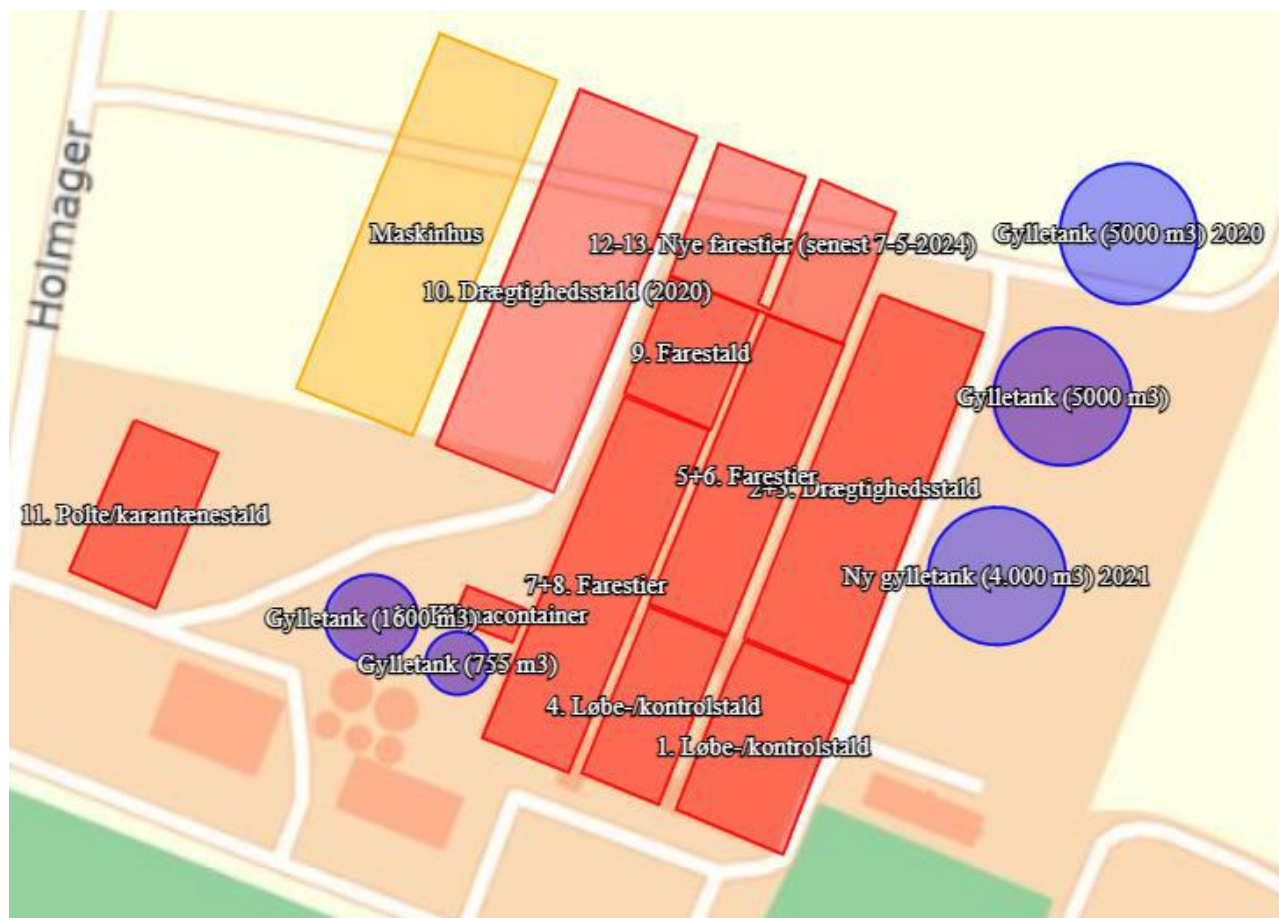 Holmager
Maskinhus
12-13. Nye farestier (senest 7-5-2024)
Gylletank (5000 m3) 2020
10. Drægtighedsstald (2020)
9. Farestald
Gylletank (5000 m3)
5+6. Farestier
2+3. Drægtighedsstald
11. Polte/karantænestald
Ny gylletank (4.000 m3) 2021
7+8. Farestier
Gylletank (1600 m3)
Gylletank (755 m3)
4. Løbe-/kontrolstald
1. Løbe-/kontrolstald